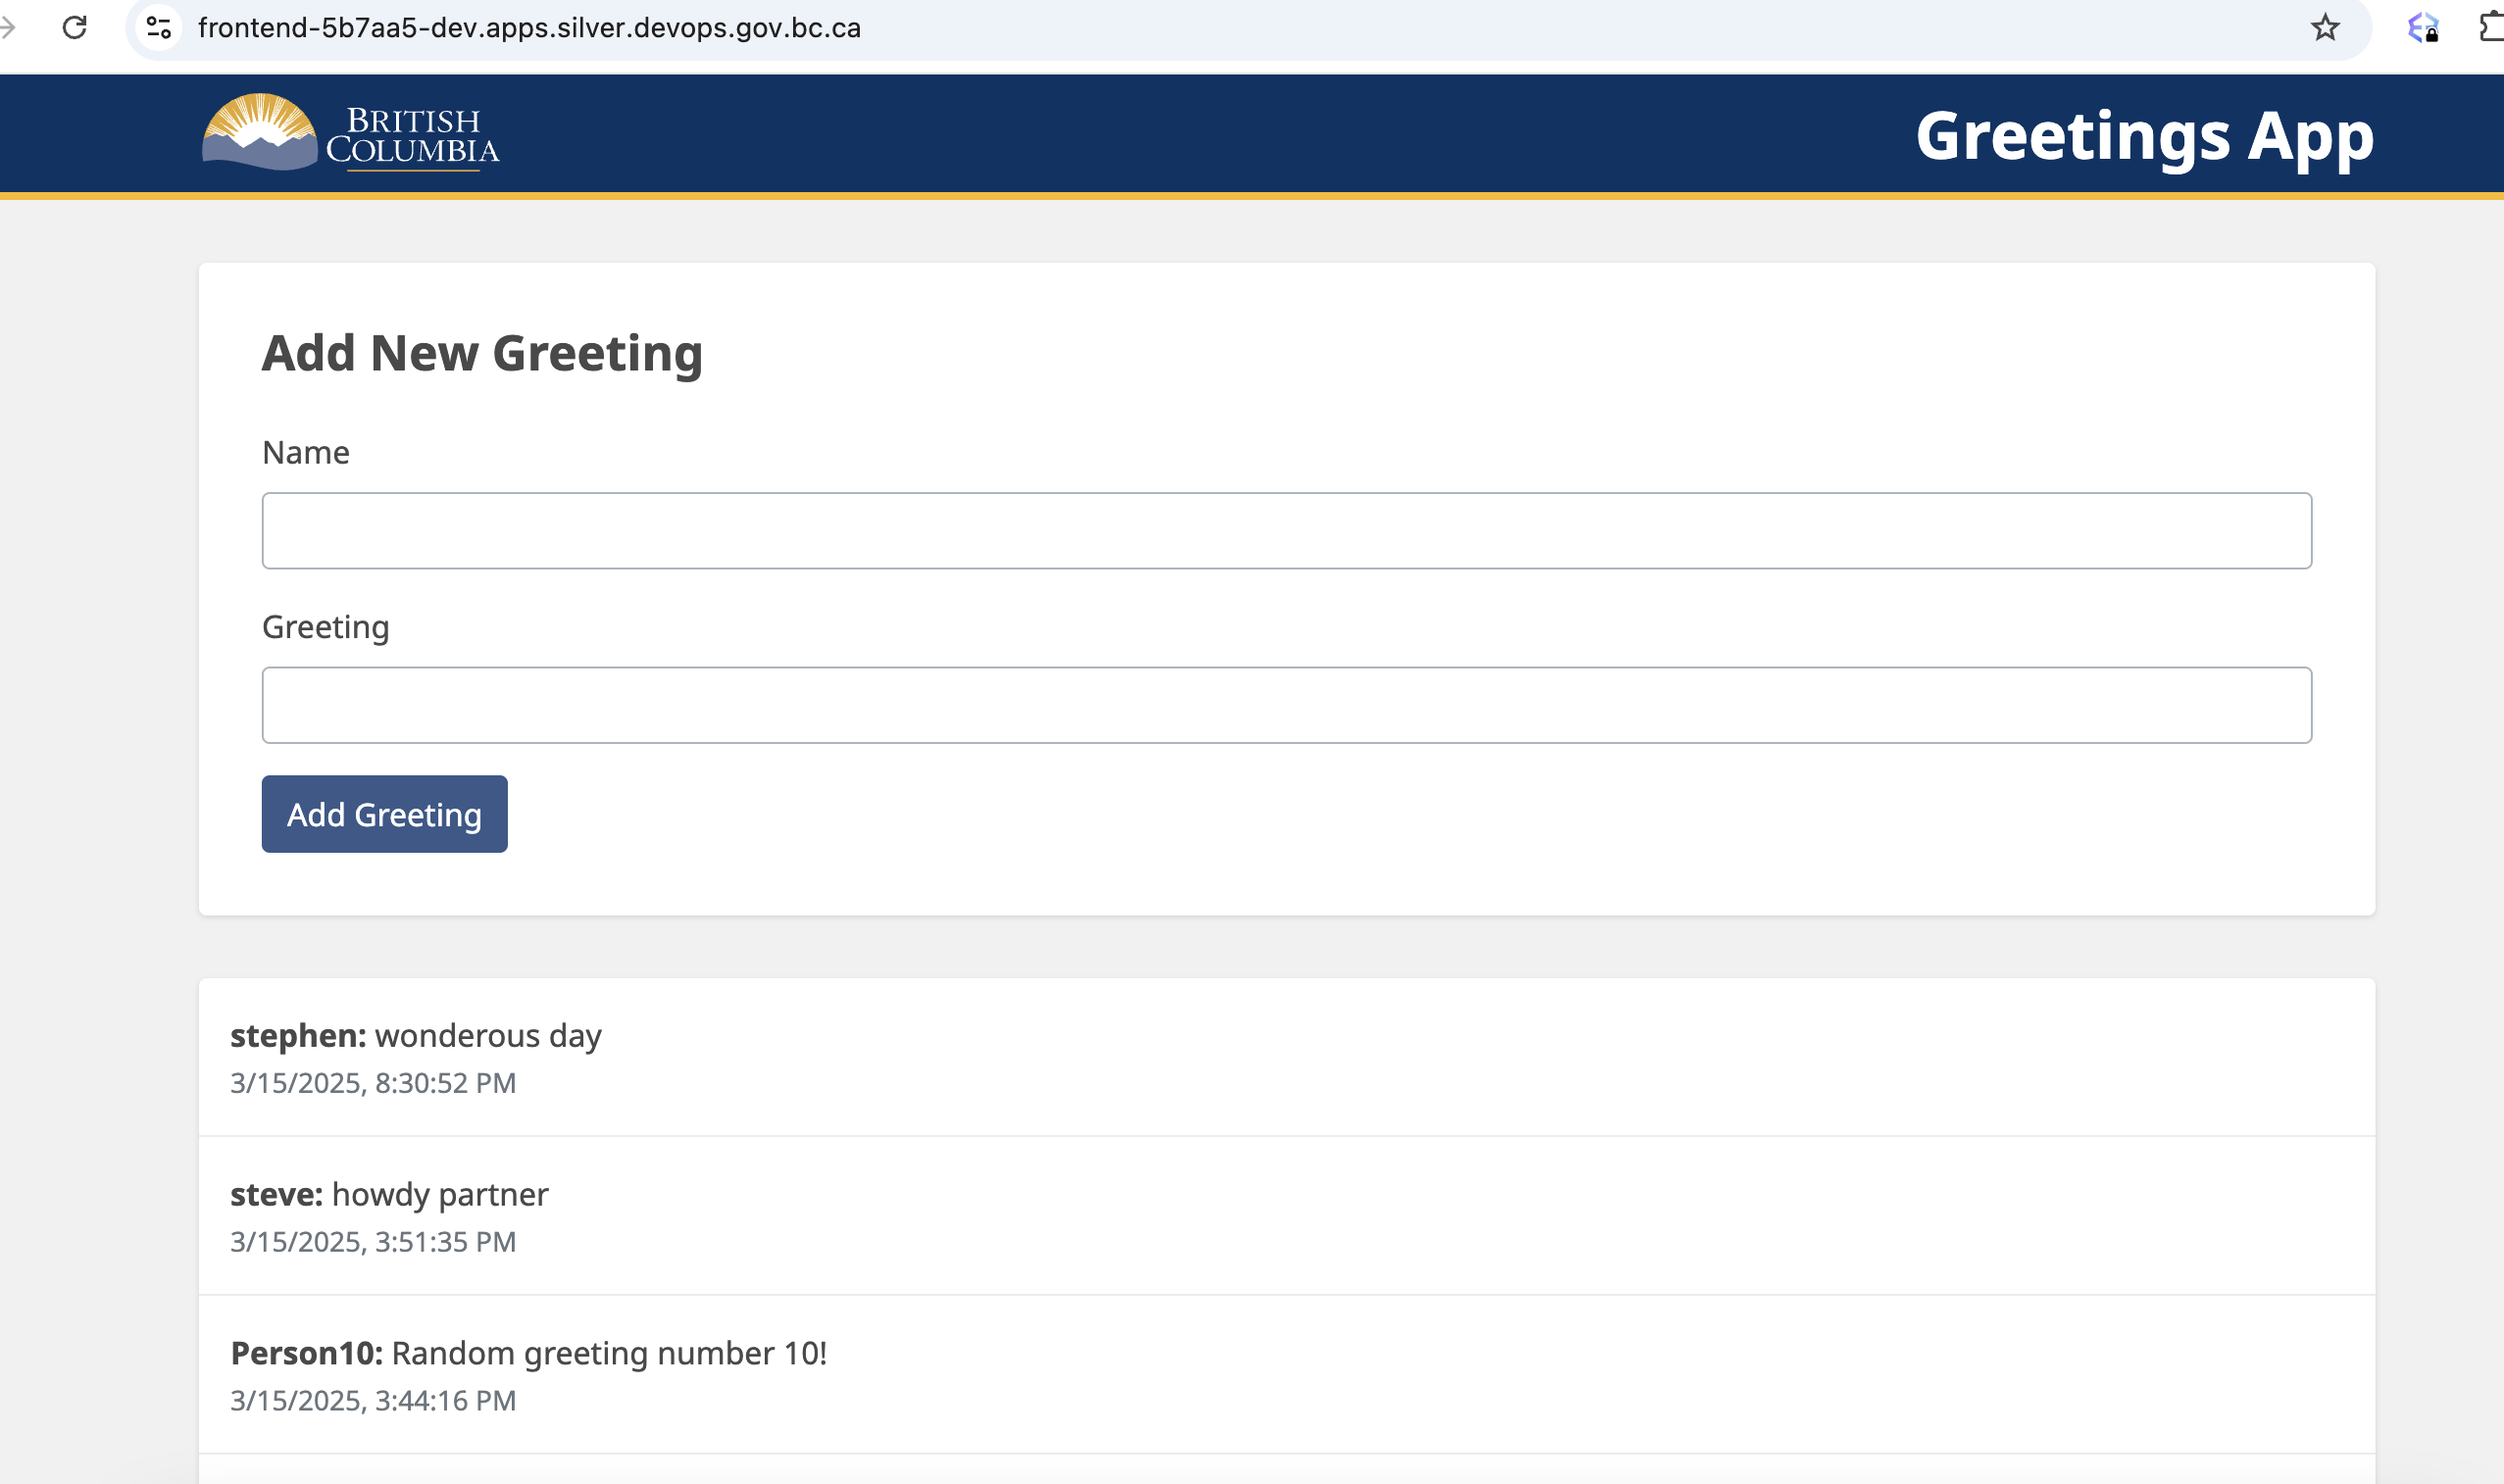 frontend-5b7aa5-dev.apps.silver.devops.gov.bc.ca
BRITISH
COLUMBIA
Greetings App
Add New Greeting
Name
Greeting
Add Greeting
stephen: wonderous day
3/15/2025, 8:30:52 PM
steve: howdy partner
3/15/2025, 3:51:35 PM
Person10: Random greeting number 10!
3/15/2025, 3:44:16 PM